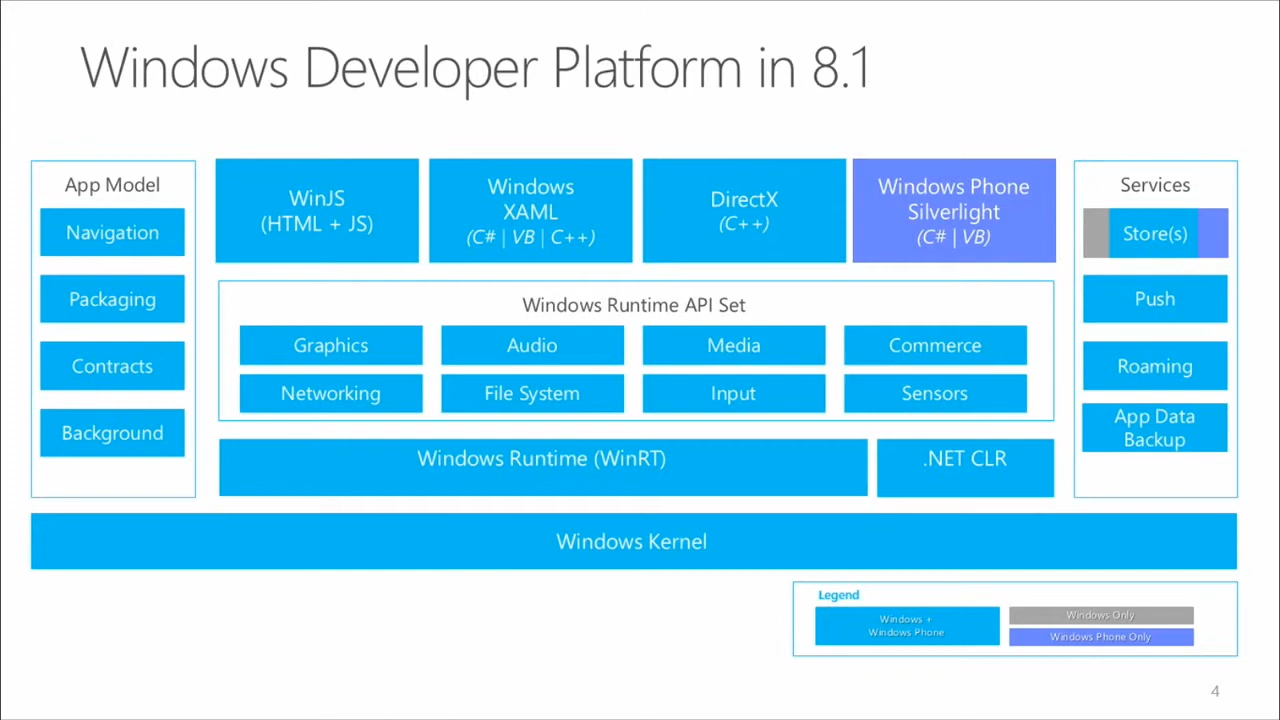 Windows Developer Platform in 8.1
App Model
Navigation
Packaging
Contracts
Background
WinJS
(HTML + JS)
Windows
XAML
(C# | VB | C++)
DirectX
(C++)
Windows Phone
Silverlight
(C# | VB)
Windows Runtime API Set
Graphics
Audio
Media
Commerce
Networking
File System
Input
Sensors
Windows Runtime (WinRT)
.NET CLR
Services
Store(s)
Push
Roaming
App Data
Backup
Windows Kernel
Legend
Windows +
Windows Phone
Windows Only
Windows Phone Only
4